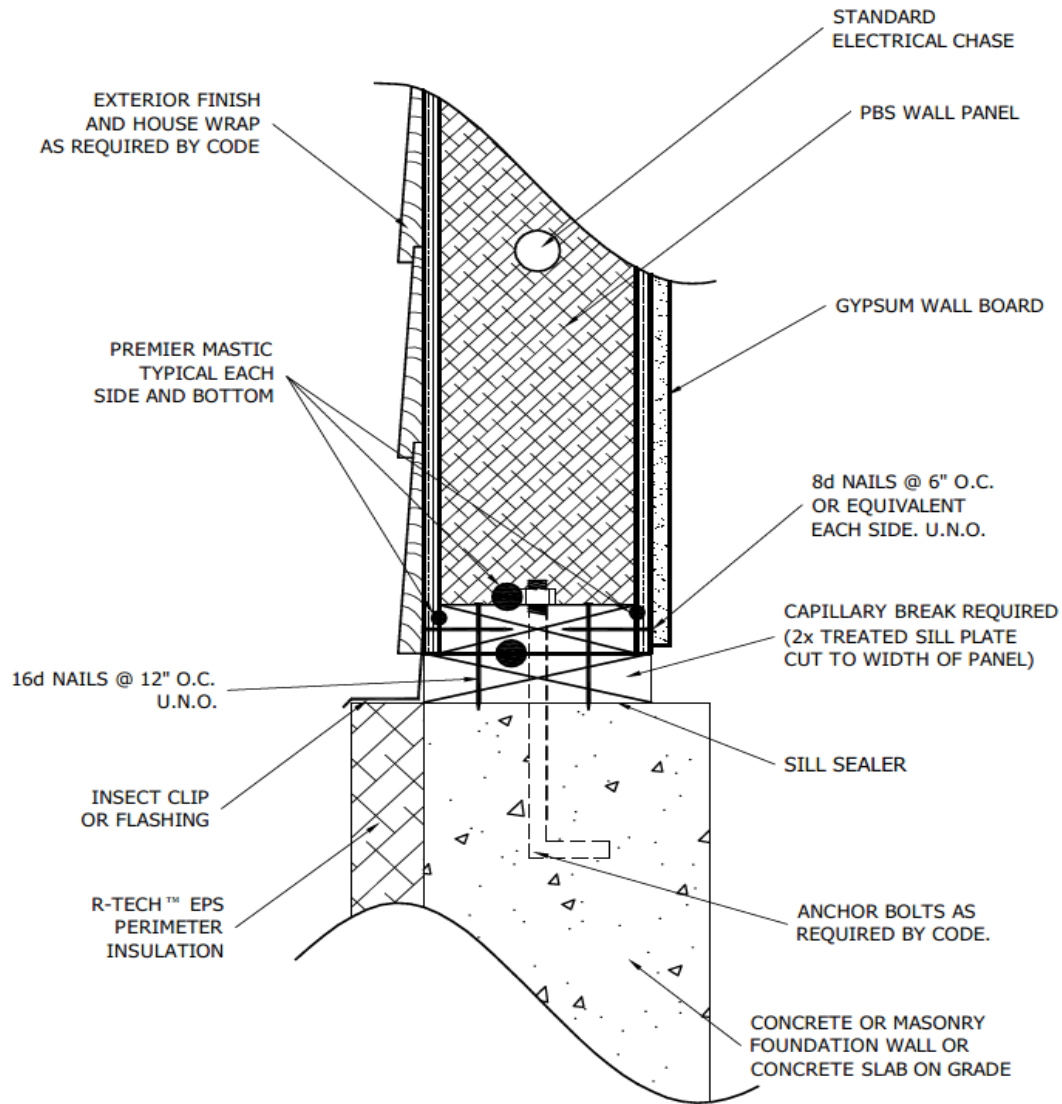 STANDARD
ELECTRICAL CHASE
EXTERIOR FINISH
AND HOUSE WRAP
AS REQUIRED BY CODE
PBS WALL PANEL
GYPSUM WALL BOARD
PREMIER MASTIC
TYPICAL EACH
SIDE AND BOTTOM
8d NAILS @ 6" O.C.
OR EQUIVALENT
EACH SIDE. U.N.O.
CAPILLARY BREAK REQUIRED
(2x TREATED SILL PLATE
CUT TO WIDTH OF PANEL)
16d NAILS @ 12" O.C.
U.N.O.
SILL SEALER
INSECT CLIP
OR FLASHING
R-TECH™ EPS
PERIMETER
INSULATION
ANCHOR BOLTS AS
REQUIRED BY CODE.
CONCRETE OR MASONRY
FOUNDATION WALL OR
CONCRETE SLAB ON GRADE